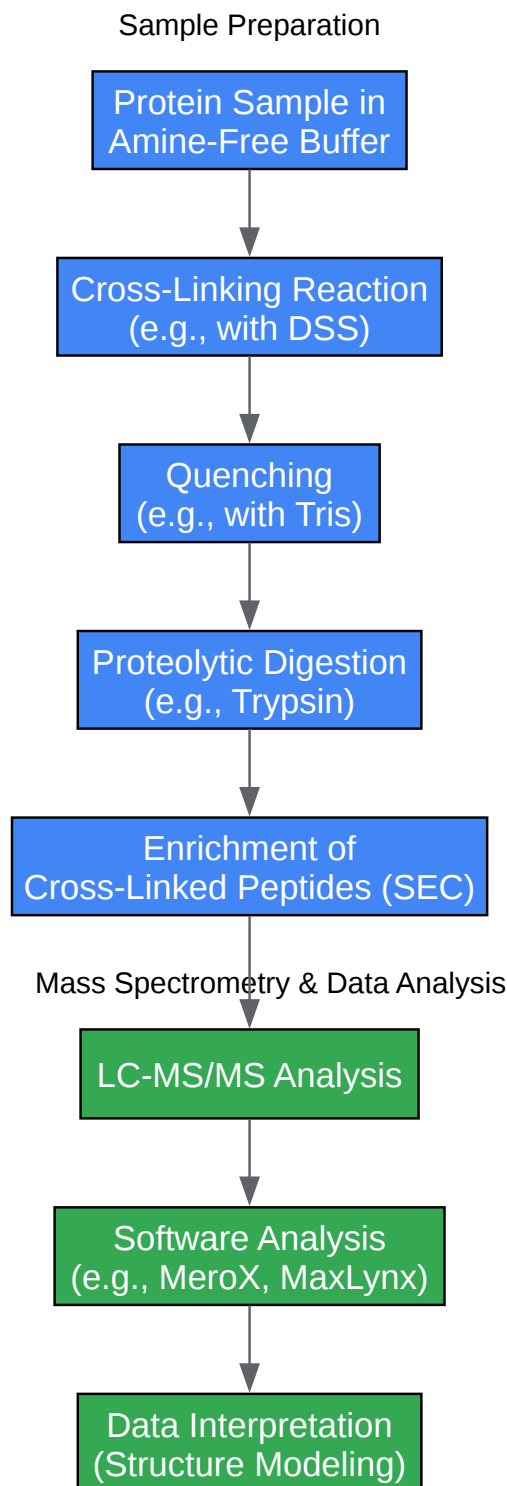 Sample Preparation
Protein Sample in
Amine-Free Buffer
Cross-Linking Reaction
(e.g., with DSS)
Quenching
(e.g., with Tris)
Proteolytic Digestion
(e.g., Trypsin)
Enrichment of
Cross-Linked Peptides (SEC)
Mass Spectrometry & Data Analysis
LC-MS/MS Analysis
Software Analysis
(e.g., MeroX, MaxLynx)
Data Interpretation
(Structure Modeling)